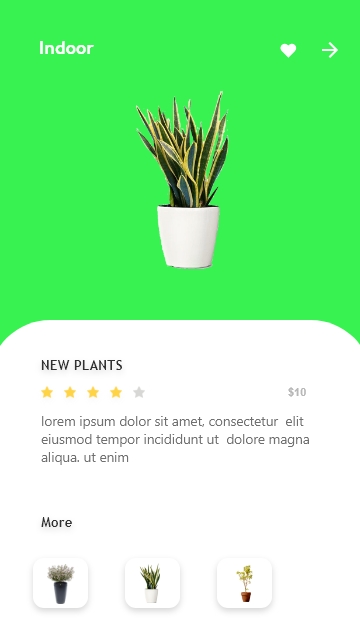 Indoor
NEW PLANTS
$10
lorem ipsum dolor sit amet, consectetur elit
eiusmod tempor incididunt ut dolore magna
aliqua. ut enim
More